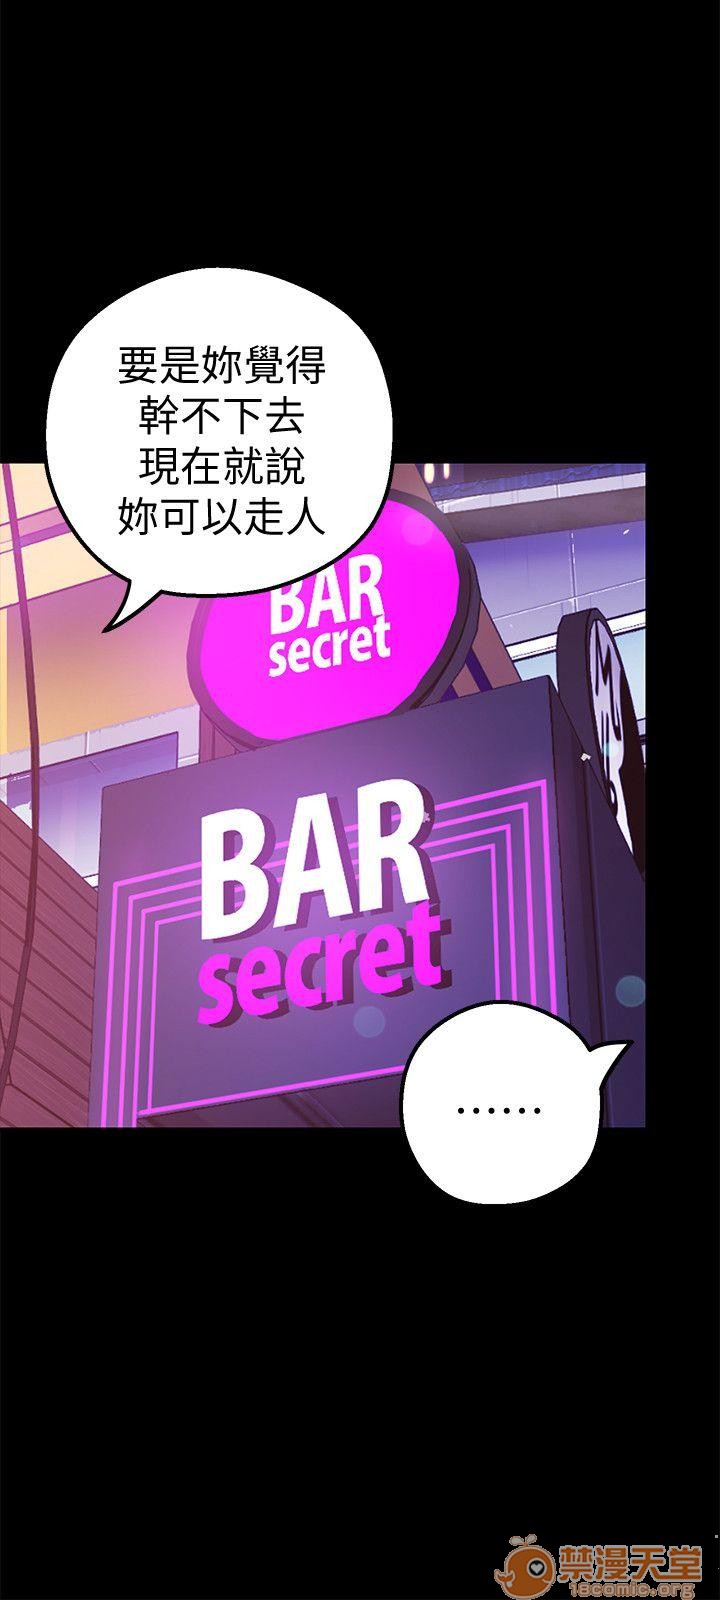 要是妳覺得
幹不下去
現在就說
妳可以走人
BAR
secret
BAR
secret
......
禁漫天堂
18comic.org